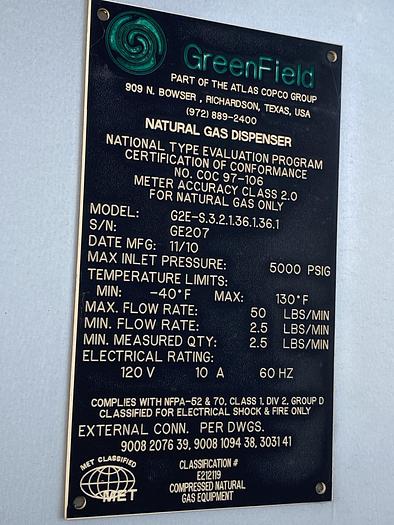 GreenField
PART OF THE ATLAS COPCO GROUP
909 N. BOWSER , RICHARDSON, TEXAS, USA
(972) 889-2400
NATURAL GAS DISPENSER
NATIONAL TYPE EVALUATION PROGRAM
CERTIFICATION OF CONFORMANCE
NO. COC 97-106
METER ACCURACY CLASS 2.0
FOR NATURAL GAS ONLY
MODEL: G2E-S.3.2.1.36.1.36.1
S/N: GE207
DATE MFG: 11/10
MAX INLET PRESSURE: 5000 PSIG
TEMPERATURE LIMITS:
MIN: -40°F MAX: 130°F
MAX. FLOW RATE: 50 LBS/MIN
MIN. FLOW RATE: 2.5 LBS/MIN
MIN. MEASURED QTY: 2.5 LBS/MIN
ELECTRICAL RATING:
120 V 10 A 60 HZ
COMPLIES WITH NFPA-52 & 70, CLASS 1, DIV 2, GROUP D
CLASSIFIED FOR ELECTRICAL SHOCK & FIRE ONLY
EXTERNAL CONN. PER DWGS.
9008 2076 39, 9008 1094 38, 3031 41
MET CLASSIFIED
MET
CLASSIFICATION #
E212119
COMPRESSED NATURAL
GAS EQUIPMENT